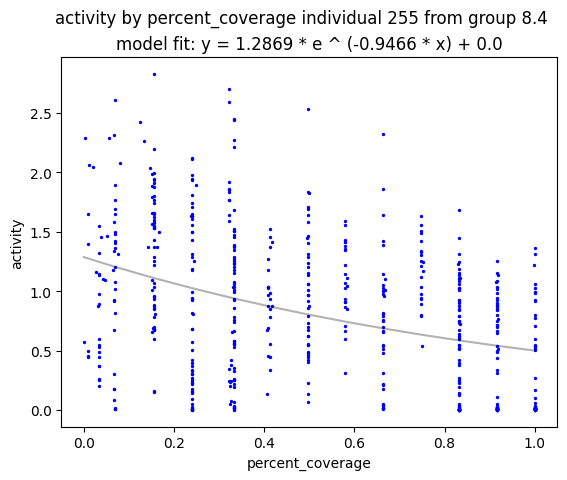 activity by percent_coverage individual 255 from group 8.4
model fit: y = 1.2869 * e ^ (-0.9466 * x) + 0.0
2.5
2.0
1.5
1.0
0.5
0.0
activity
0.0 0.2 0.4 0.6 0.8 1.0
percent_coverage